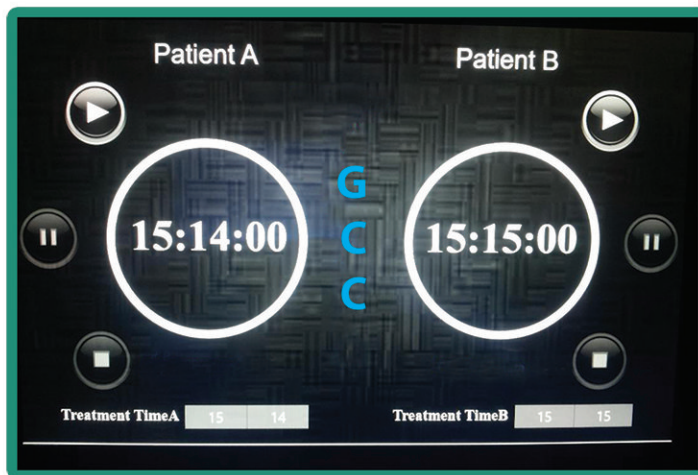 Patient A
Patient B
15:14:00
15:15:00
G
C
C
Treatment TimeA 15 14
Treatment TimeB 15 15